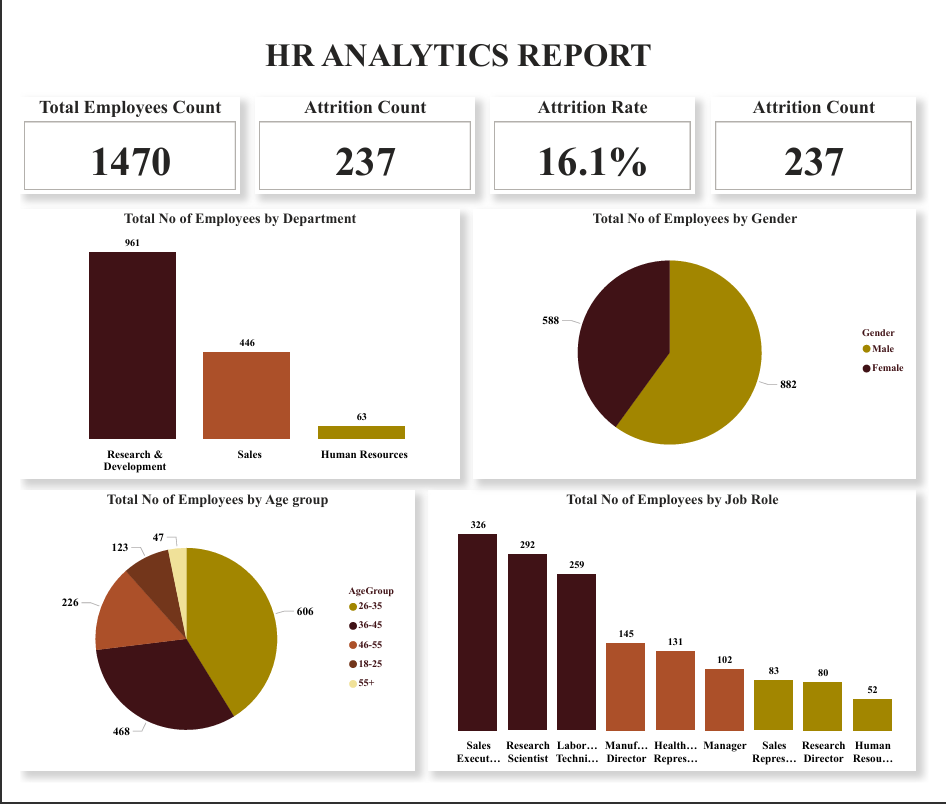 HR ANALYTICS REPORT
Total Employees Count
1470
Attrition Count
237
Attrition Rate
16.1%
Attrition Count
237
Total No of Employees by Department
961
446
63
Research &
Development
Sales
Human Resources
Total No of Employees by Gender
588
882
Gender
Male
Female
Total No of Employees by Age group
47
123
226
606
468
AgeGroup
26-35
36-45
46-55
18-25
55+
Total No of Employees by Job Role
326
292
259
145
131
102
83
80
52
Sales
Execut...
Research
Scientist
Labor...
Techni...
Manuf...
Director
Health...
Repres...
Manager
Sales
Repres...
Research
Director
Human
Resou...